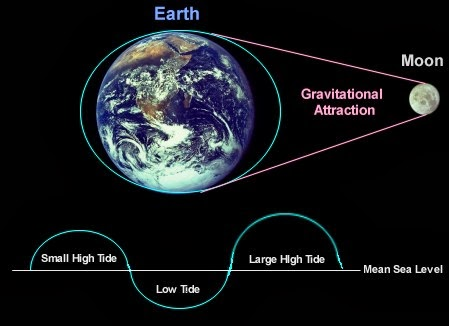 Earth
Moon
Gravitational
Attraction
Small High Tide
Large HIgh Tide
Mean Sea Level
Low Tide